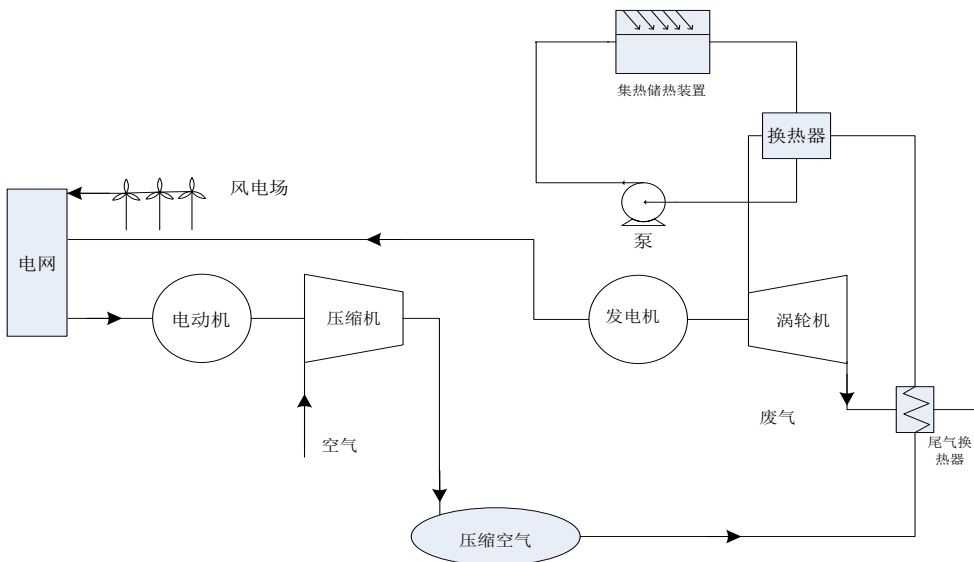 集热储热装置
换热器
风电场
泵
电网
电动机
压缩机
发电机
涡轮机
空气
废气
尾气换
热器
压缩空气